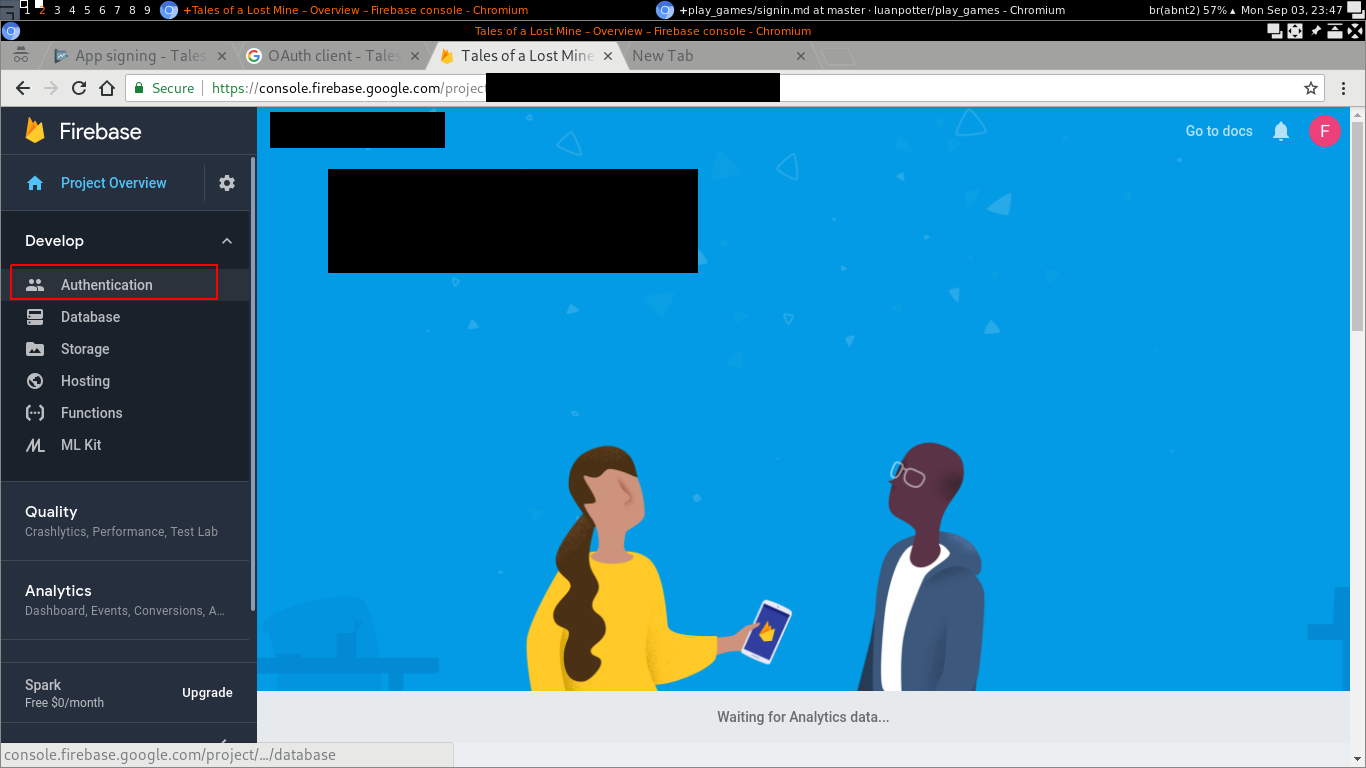 1 2 3 4 5 6 7 8 9 +Tales of a Lost Mine – Overview – Firebase console - Chromium +play_games/signin.md at master · luanpotter/play_games - Chromium br(abnt2) 57% ▴ Mon Sep 03, 23:47
Tales of a Lost Mine – Overview – Firebase console - Chromium
App signing - Tales OAuth client - Tales Tales of a Lost Mine New Tab
Secure https://console.firebase.google.com/project
Firebase
Go to docs
F
Project Overview
Develop
Authentication
Database
Storage
Hosting
Functions
ML Kit
Quality
Crashlytics, Performance, Test Lab
Analytics
Dashboard, Events, Conversions, A...
Spark
Free $0/month
Upgrade
Waiting for Analytics data...
console.firebase.google.com/project/.../database